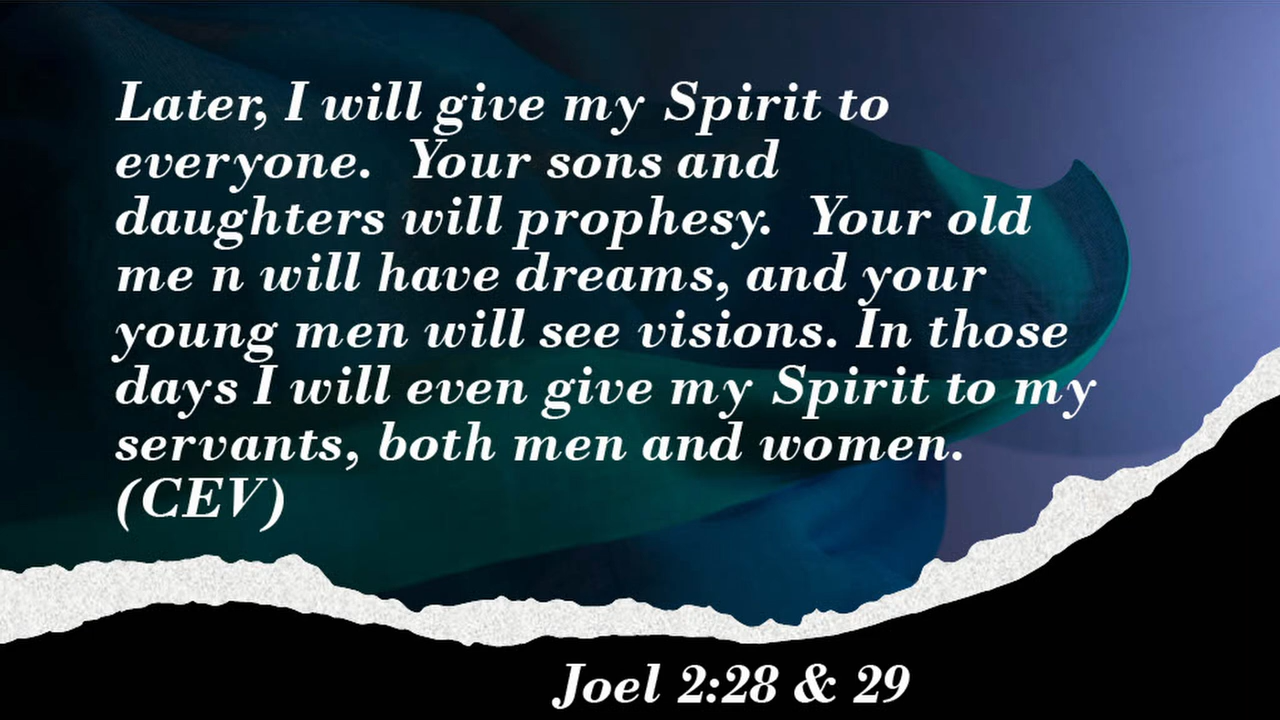 Later, I will give my Spirit to
everyone.  Your sons and
daughters will prophesy.  Your old
me n will have dreams, and your
young men will see visions. In those
days I will even give my Spirit to my
servants, both men and women.
(CEV)
Joel 2:28 & 29